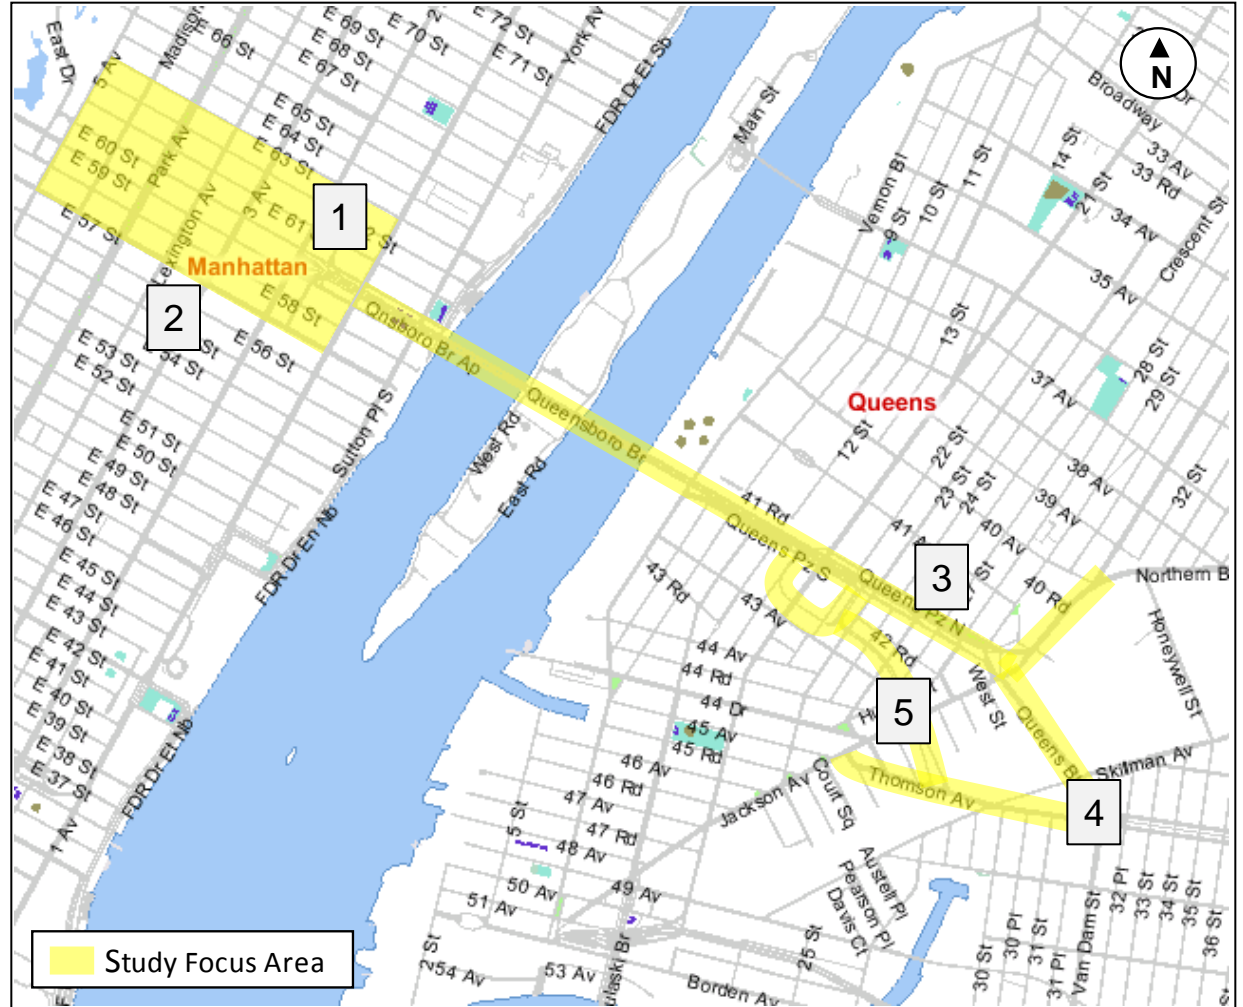 East Dr
5 Av
Madison
E 66 St
E 69 St
E 68 St
E 67 St
E 70 St
2
E 72 St
E 71 St
York Av
FDR Dr Et Sb
Main St
N
Dr
Broadway
33 Av
33 Rd
14 St
21 St
34 Av
Crescent St
11 St
10 St
9 St
Vernon Bl
35 Av
E 65 St
E 64 St
E 63 St
E 60 St
E 59 St
Park Av
Lexington Av
3 Av
E 61
1
2 St
E 57 St
Manhattan
E 58 St
2
54 St
E 56 St
E 53 St
E 52 St
E 51 St
E 50 St
E 49 St
E 48 St
E 47 St
E 46 St
E 45 St
E 44 St
E 43 St
E 42 St
E 41 St
E 40 St
E 39 St
E 38 St
E 37 St
1 Av
Sutton Pl S
FDR Dr En Nb
FDR Dr Et Nb
Qnsboro Br Ap
Queensboro Br
West Rd
East Rd
13 St
28 St
29 St
37 Av
Queens
12 St
22 St
23 St
24 St
38 Av
39 Av
32 St
40 Av
41 Rd
41 A
Queens Pz S
Queens Pz N
3
40 Rd
Northern B
Honeywell St
43 Rd
43 Av
42 Rd
44 Av
44 Rd
44 Dr
45 Av
45 Rd
West St
5
Queens B
Skillman Av
4
Thomson Av
Court Sq
Jackson Av
46 Av
46 Rd
47 Av
47 Rd
48 Av
5 St
49 Av
50 Av
51 Av
2 St
54 Av
53 Av
ulaski Br
Borden Av
25 St
Austell Pl
Pearson Pl
Davis Ct
30 St
30 Pl
31 St
31 Pl
Van Dam St
32 Pl
33 St
34 St
35 St
36 St
Study Focus Area